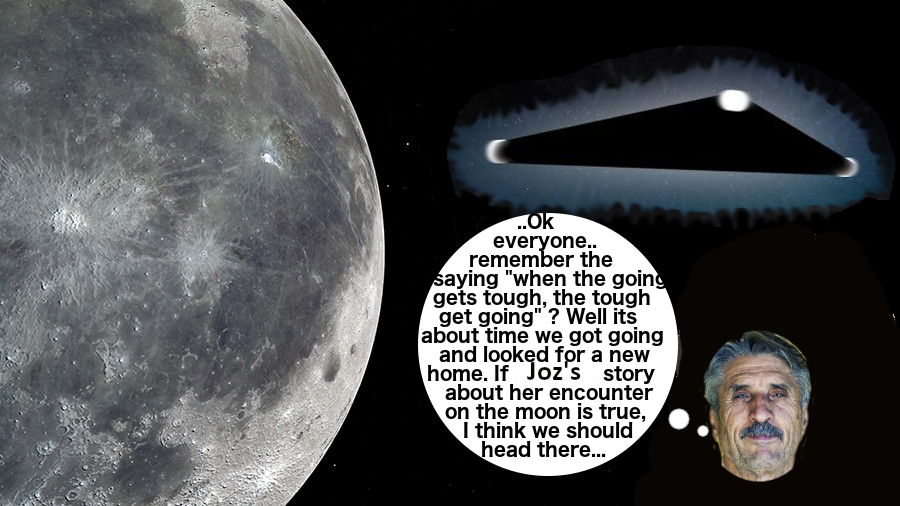 ..Ok
everyone..
remember the
saying "when the going
gets tough, the tough
get going" ? Well its
about time we got going
and looked for a new
home. If Joz's story
about her encounter
on the moon is true,
I think we should
head there...